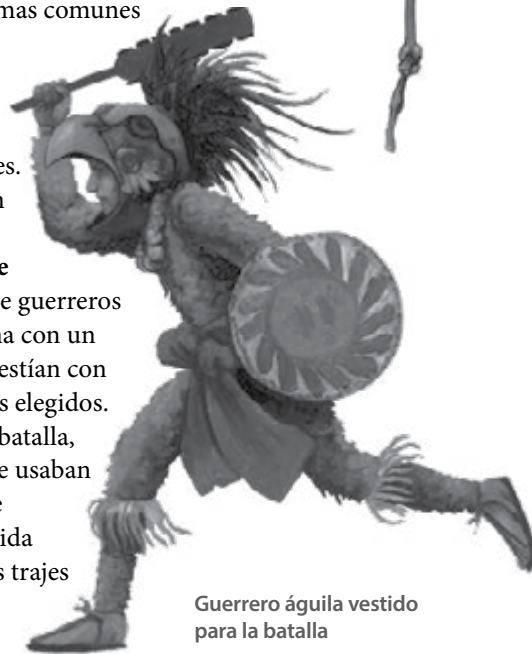 mas comunes
es.
n
e
e guerreros
na con un
estían con
s elegidos.
batalla,
e usaban
e
ida
s trajes
Guerrero águila vestido
para la batalla